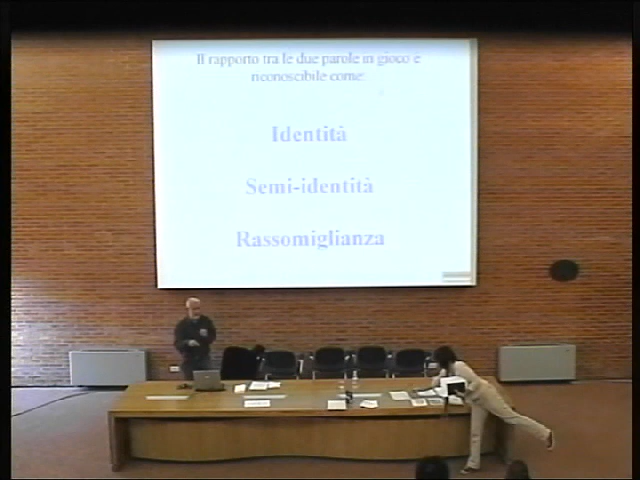 Il rapporto tra le due parole in gioco è
riconoscibile come:
Identità
Semi-identità
Rassomiglianza